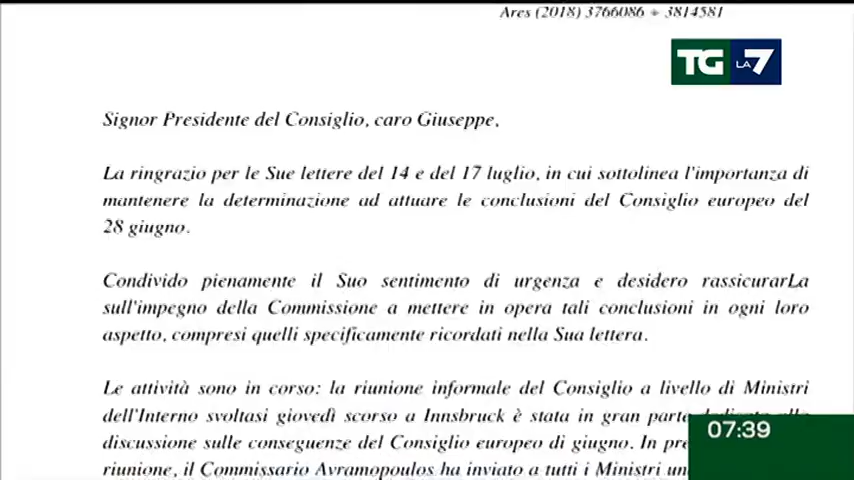 Ares (2018) 3766086 + 3814581
TG LA 7
Signor Presidente del Consiglio, caro Giuseppe,
La ringrazio per le Sue lettere del 14 e del 17 luglio, in cui sottolinea l'importanza di
mantenere la determinazione ad attuare le conclusioni del Consiglio europeo del
28 giugno.
Condivido pienamente il Suo sentimento di urgenza e desidero rassicurarLa
sull'impegno della Commissione a mettere in opera tali conclusioni in ogni loro
aspetto, compresi quelli specificamente ricordati nella Sua lettera.
Le attività sono in corso: la riunione informale del Consiglio a livello di Ministri
dell'Interno svoltasi giovedì scorso a Innsbruck è stata in gran parte
discussione sulle conseguenze del Consiglio europeo di giugno. In
riunione, il Commissario Avramopoulos ha inviato a tutti i Ministri
07:39